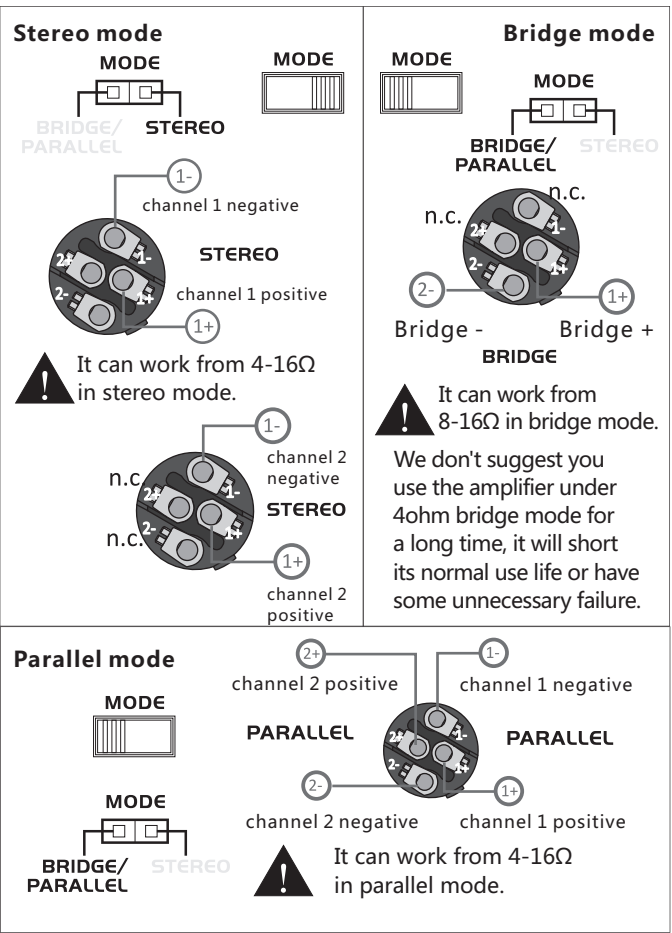 Stereo mode
MODE
MODE
BRIDGE/
PARALLEL
STEREO
1-
channel 1 negative
2+
1-
STEREO
2-
1+
channel 1 positive
1+
It can work from 4-16Ω
in stereo mode.
1-
channel 2
negative
n.c.
2+
1-
STEREO
n.c.
2-
1+
1+
channel 2
positive
Bridge mode
MODE
MODE
BRIDGE/
PARALLEL
STEREO
n.c.
n.c.
2+
1-
2-
1+
2-
1+
Bridge -
Bridge +
BRIDGE
It can work from
8-16Ω in bridge mode.
We don't suggest you
use the amplifier under
4ohm bridge mode for
a long time, it will short
its normal use life or have
some unnecessary failure.
Parallel mode
MODE
MODE
BRIDGE/
PARALLEL
STEREO
2+
1-
channel 2 positive
channel 1 negative
PARALLEL
2+
1-
2-
1+
PARALLEL
2-
1+
channel 2 negative
channel 1 positive
It can work from 4-16Ω
in parallel mode.